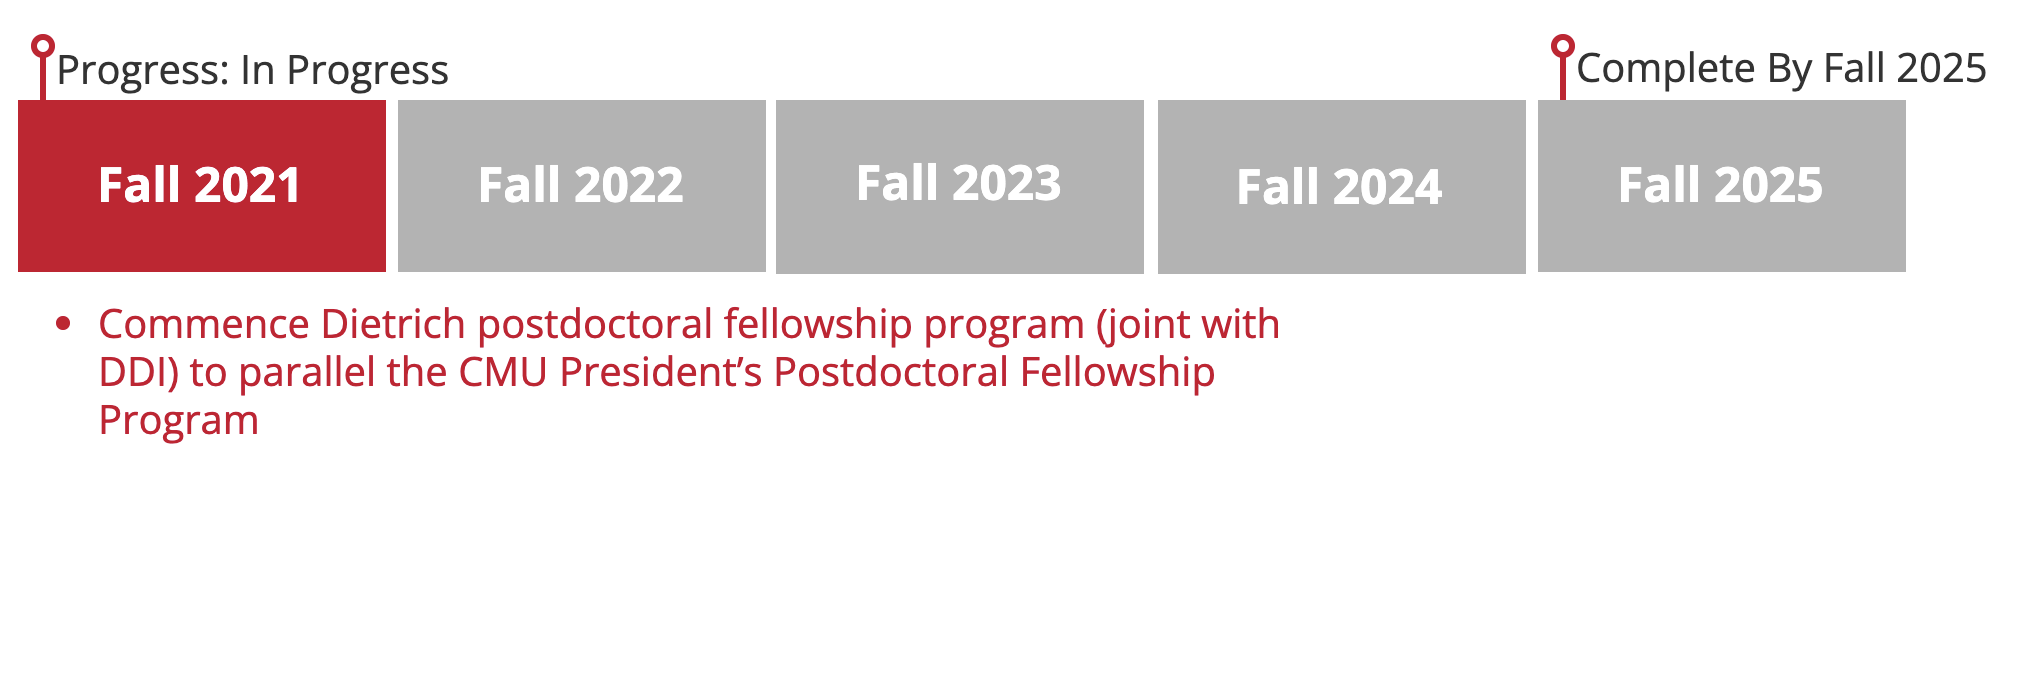 Progress: In Progress
Complete By Fall 2025
Fall 2021
Fall 2022
Fall 2023
Fall 2024
Fall 2025
• Commence Dietrich postdoctoral fellowship program (joint with
DDI) to parallel the CMU President’s Postdoctoral Fellowship
Program